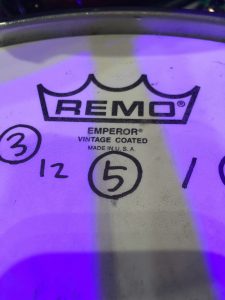 REMO®
EMPEROR®
VINTAGE COATED
MADE IN U.S.A
3 12 5 1